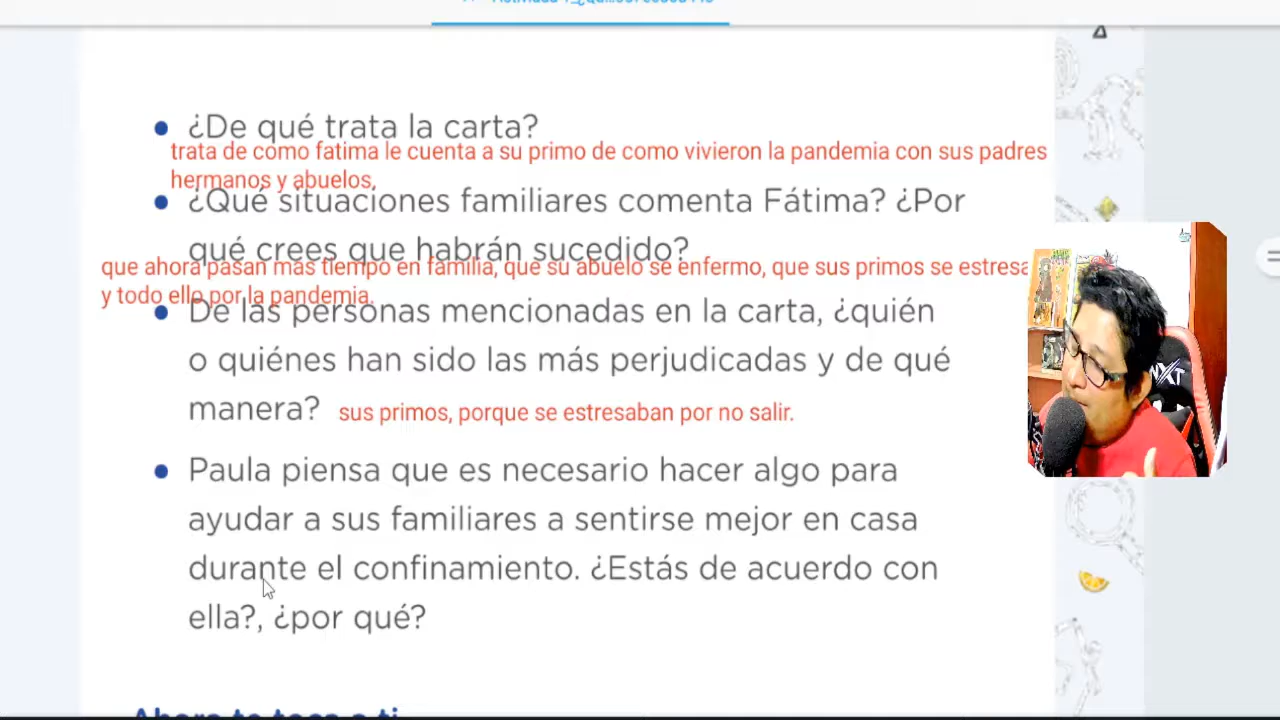 ¿De qué trata la carta?
trata de como fatima le cuenta a su primo de como vivieron la pandemia con sus padres
hermanos y abuelos,
¿Qué situaciones familiares comenta Fátima? ¿Por
qué crees que habrán sucedido?
que ahora pasan mas tiempo en familia, que su abuelo se enfermo, que sus primos se estresa
y todo ello por la pandemia.
De las personas mencionadas en la carta, ¿quién
o quiénes han sido las más perjudicadas y de qué
manera? sus primos, porque se estresaban por no salir.
Paula piensa que es necesario hacer algo para
ayudar a sus familiares a sentirse mejor en casa
durante el confinamiento. ¿Estás de acuerdo con
ella?, ¿por qué?
Ahora te toca a ti